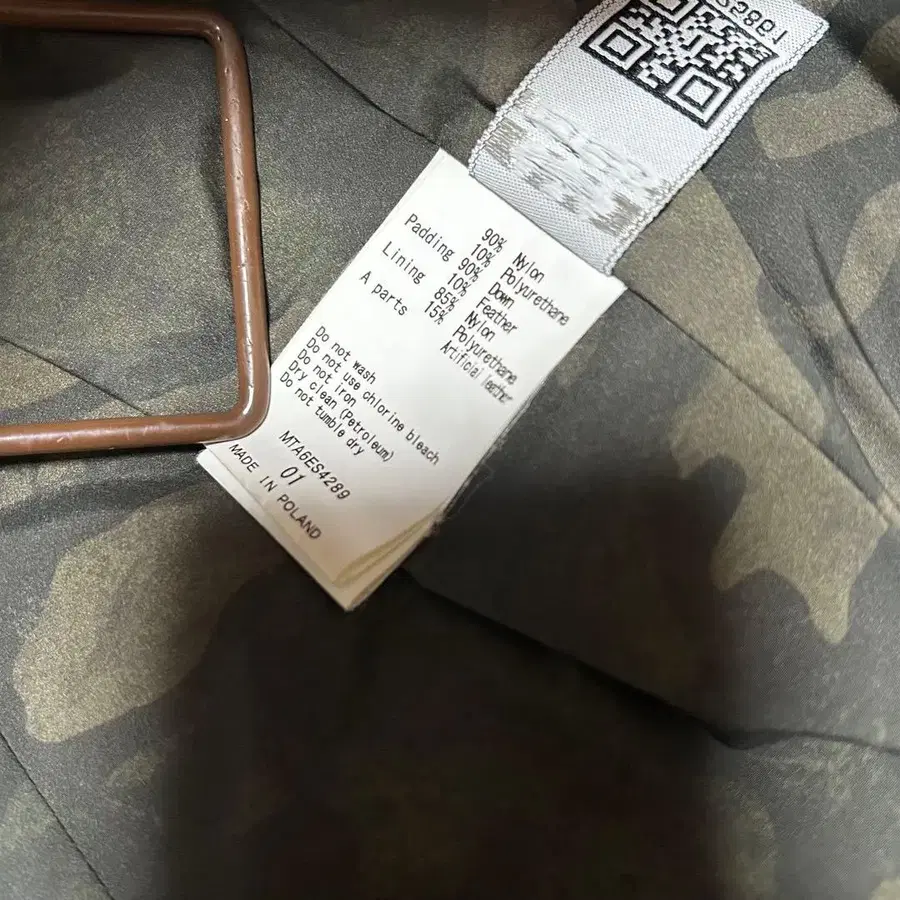 90% Nylon
10% Polyurethane
Padding 90% Down
10% Feather
Lining 85% Nylon
15% Polyurethane
A parts Artificial leather
Do not wash
Do not use chlorine bleach
Do not iron
Dry clean (Petroleum)
Do not tumble dry
MTA6ES4289
01
MADE IN POLAND